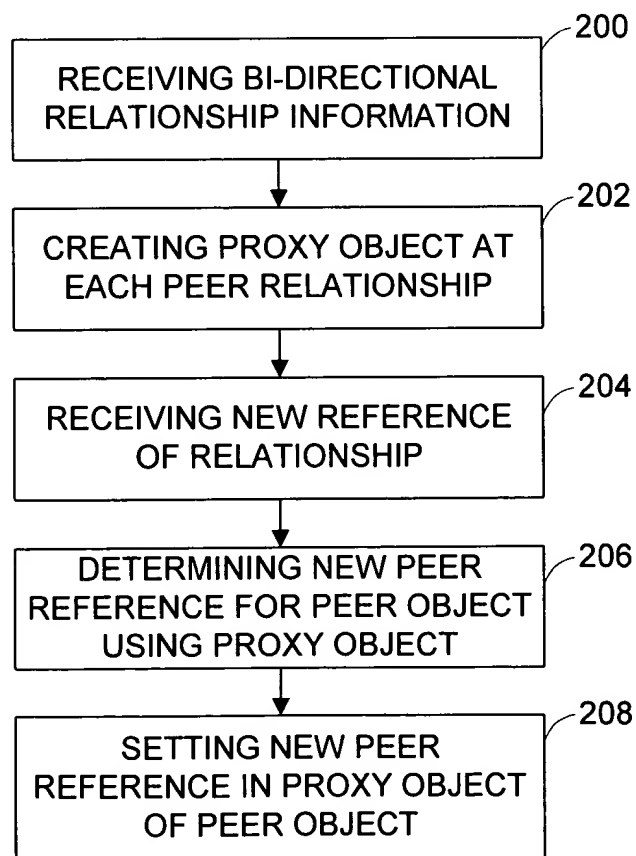 200
RECEIVING BI-DIRECTIONAL
RELATIONSHIP INFORMATION
202
CREATING PROXY OBJECT AT
EACH PEER RELATIONSHIP
204
RECEIVING NEW REFERENCE
OF RELATIONSHIP
206
DETERMINING NEW PEER
REFERENCE FOR PEER OBJECT
USING PROXY OBJECT
208
SETTING NEW PEER
REFERENCE IN PROXY OBJECT
OF PEER OBJECT